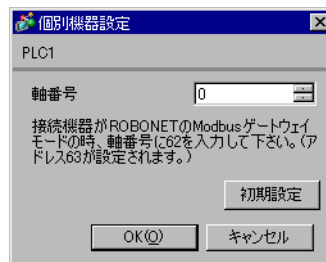 個別機器設定
PLC1
軸番号 0
接続機器がROBONETのModbusゲートウェイ
モードの時、軸番号に62を入力して下さい。(ア
ドレス63が設定されます。)
初期設定
OK(O) キャンセル